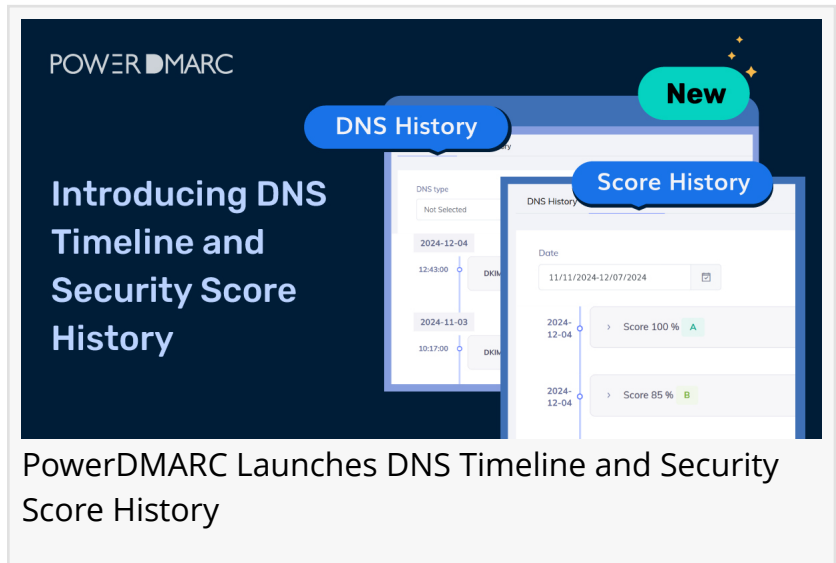 POWERDMARC
New
DNS History
Introducing DNS
Timeline and
Security Score
History
DNS type
Not Selected
2024-12-04
12:43:00
2024-11-03
10:17:00
Score History
DNS History
Date
11/11/2024-12/07/2024
2024-
12-04
Score 100 % A
2024-
12-04
Score 85 % B
PowerDMARC Launches DNS Timeline and Security
Score History